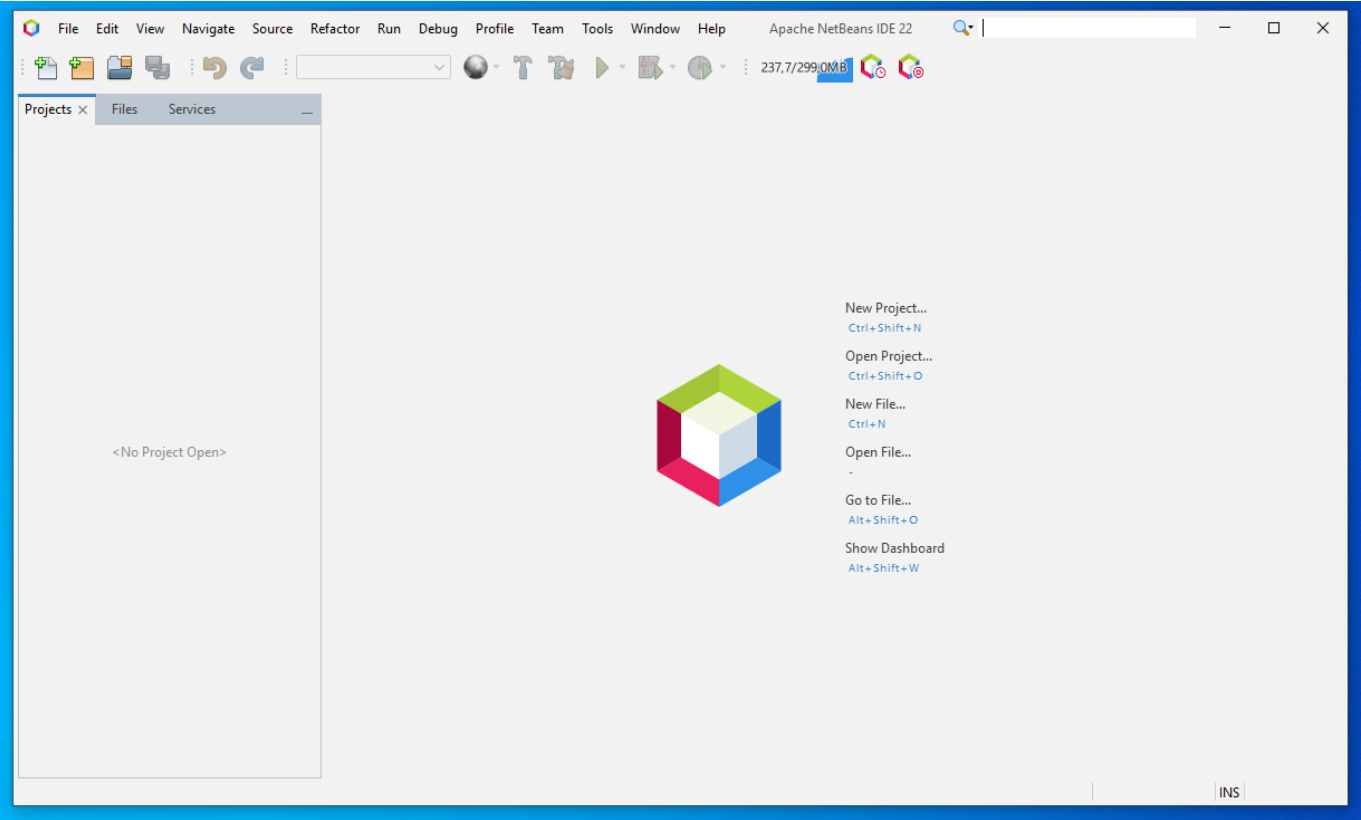 File Edit View Navigate Source Refactor Run Debug Profile Team Tools Window Help Apache NetBeans IDE 22
237,7/299,0MB
Projects Files Services
New Project...
Ctrl+Shift+N
Open Project...
Ctrl+Shift+O
New File...
Ctrl+N
<No Project Open>
Open File...
-
Go to File...
Alt+Shift+O
Show Dashboard
Alt+Shift+W
INS